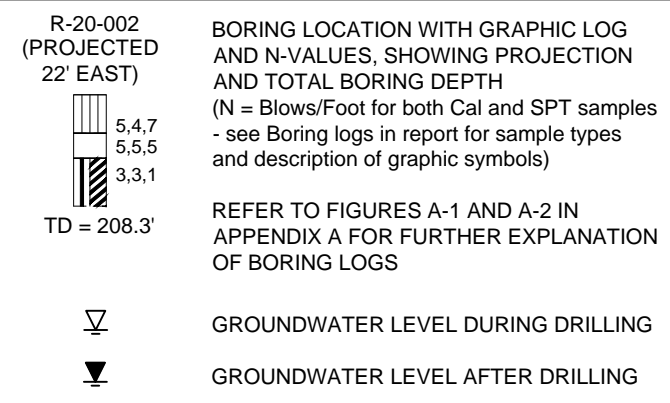 R-20-002
(PROJECTED
22' EAST)
5,4,7
5,5,5
3,3,1
TD = 208.3'
BORING LOCATION WITH GRAPHIC LOG
AND N-VALUES, SHOWING PROJECTION
AND TOTAL BORING DEPTH
(N = Blows/Foot for both Cal and SPT samples
- see Boring logs in report for sample types
and description of graphic symbols)
REFER TO FIGURES A-1 AND A-2 IN
APPENDIX A FOR FURTHER EXPLANATION
OF BORING LOGS
GROUNDWATER LEVEL DURING DRILLING
GROUNDWATER LEVEL AFTER DRILLING